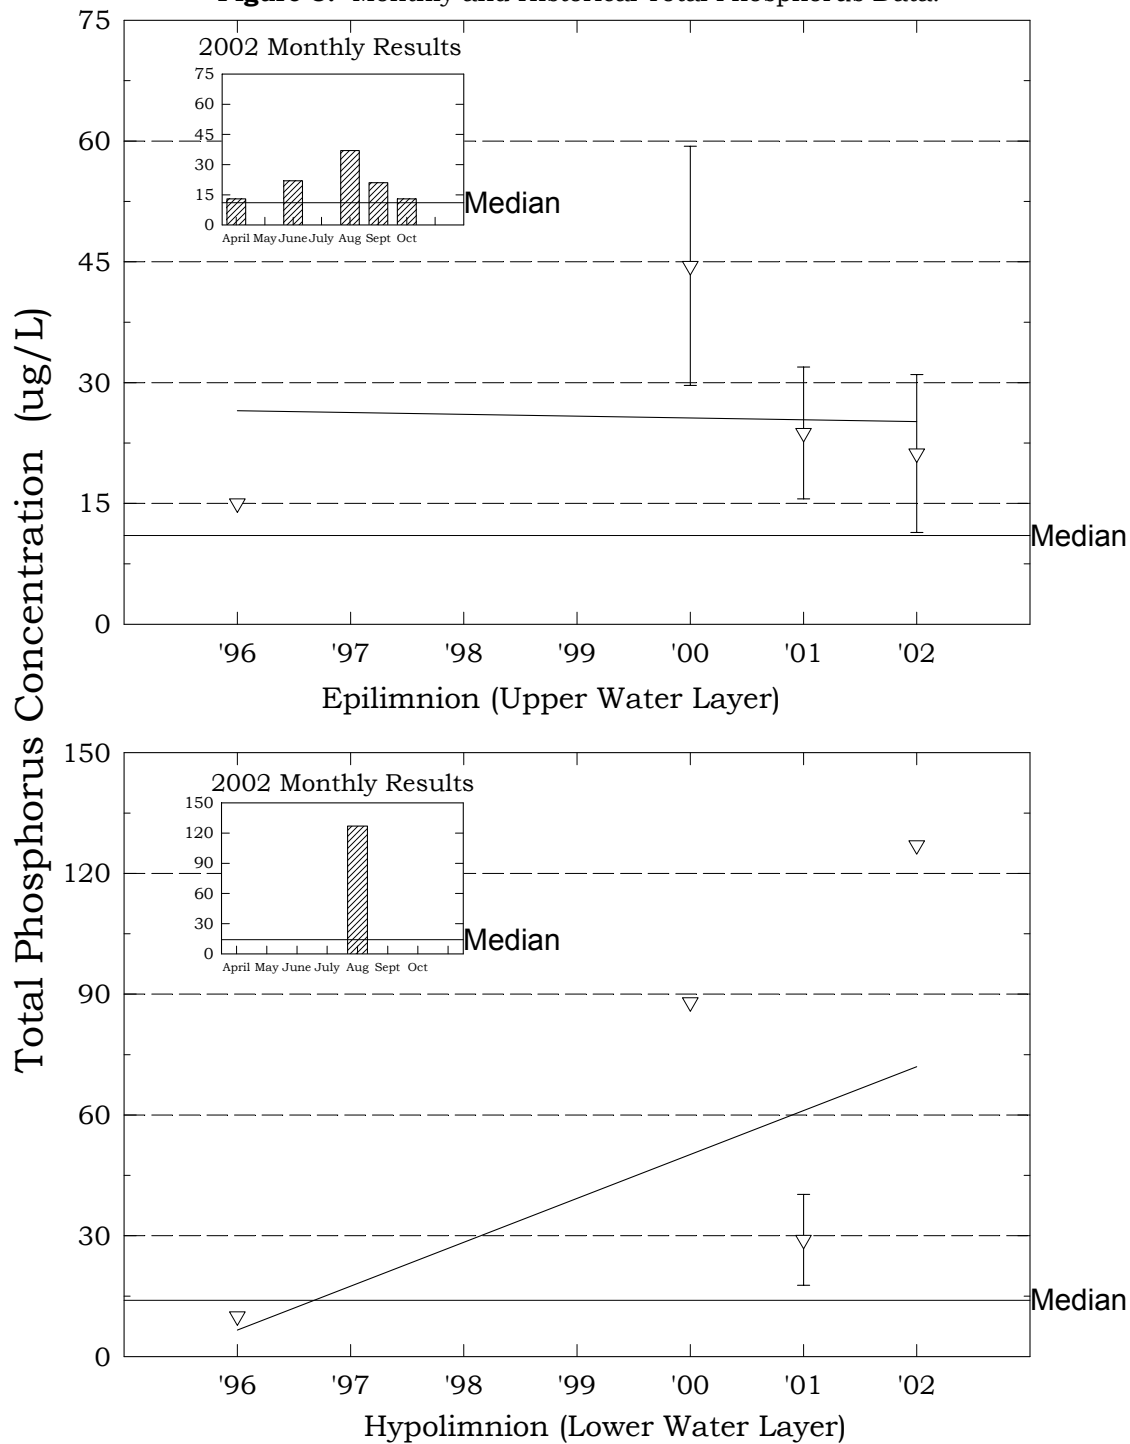 Figure 3. Monthly and Historical Total Phosphorus Data.
75
60
45
30
15
0
2002 Monthly Results
75
60
45
30
15
0
April May June July Aug Sept Oct
Median
Median
'96 '97 '98 '99 '00 '01 '02
Epilimnion (Upper Water Layer)
Total Phosphorus Concentration (ug/L)
150
120
90
60
30
0
2002 Monthly Results
150
120
90
60
30
0
April May June July Aug Sept Oct
Median
Median
'96 '97 '98 '99 '00 '01 '02
Hypolimnion (Lower Water Layer)